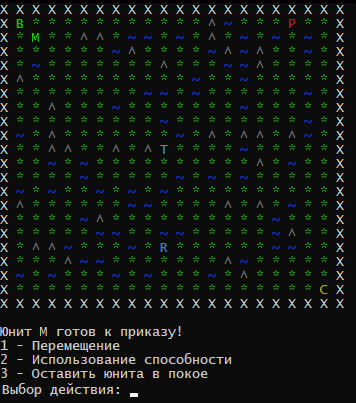 X X X X X X X X X X X X X X X X X X X X X X
X B * * * * * * * * * * * ^ ~ * * * P * * X
X * M * * ^ ^ * ~ ~ * ~ * ~ * ~ * ~ * ~ * X
X * * * * * * ~ ^ * * * * ~ ^ ~ ^ * * * * X
X * ~ * * * * * * * ^ * * * ~ ~ ^ * * * * X
X ^ * * * * * * * * * * ~ * * ~ * * * * * X
X * * * * * * * * ~ ~ * ~ * * * * * * ~ * X
X * * ^ * * * ~ * * * * * ~ * * * * * * * X
X * * * * * * * * * ~ * * * * * * * * ~ * X
X ~ * ^ * * * * * * * ~ * ^ * ^ ^ * ^ ~ * X
X * * ^ ^ * * ^ * ^ T * * * * ~ * * * * * X
X * * ~ * ~ * * * * * * * * * * ^ * ~ * * X
X ~ * * ~ * * * * * * * * * * ~ * * * * * X
X ~ * ~ * * ~ * ~ * ~ * * * * ~ * * * * * X
X ^ * * * * * * ~ ~ * * * * ^ * ^ * ~ * * X
X * * * * ~ ^ * * * * * * * * * * ~ * * * X
X * * * * * ~ ~ * * ~ ~ * * * * * ~ ^ * * X
X * ^ ^ ~ * * * ~ * R * * * * * * ~ ~ * * X
X * * * ^ ~ ~ * * * * * * * ^ ~ * * * * * X
X ~ * ~ * * * ~ * ~ * * * ~ * ^ * * * * * X
X * * * * * * * * * * * * * * * * * * * C X
X X X X X X X X X X X X X X X X X X X X X X
Юнит M готов к приказу!
1 - Перемещение
2 - Использование способности
3 - Оставить юнита в покое
Выбор действия: _